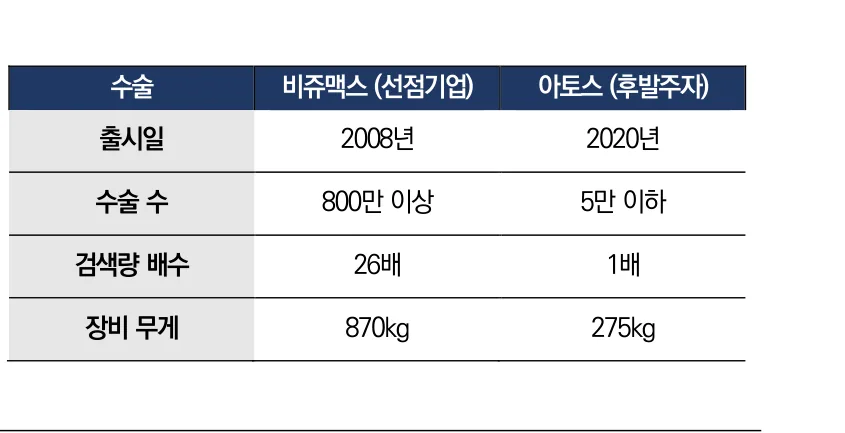 수술 비쥬맥스 (선점기업) 아토스 (후발주자)
출시일 2008년 2020년
수술 수 800만 이상 5만 이하
검색량 배수 26배 1배
장비 무게 870kg 275kg